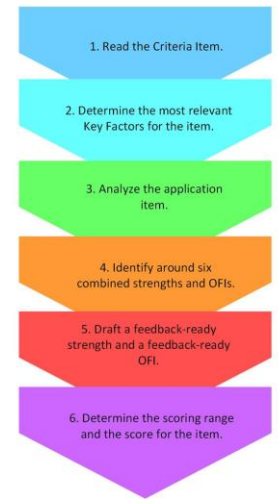 1. Read the Criteria Item.
2. Determine the most relevant
Key Factors for the item.
3. Analyze the application
item.
4. Identify around six
combined strengths and OFIs.
5. Draft a feedback-ready
strength and a feedback-ready
OFI.
6. Determine the scoring range
and the score for the item.